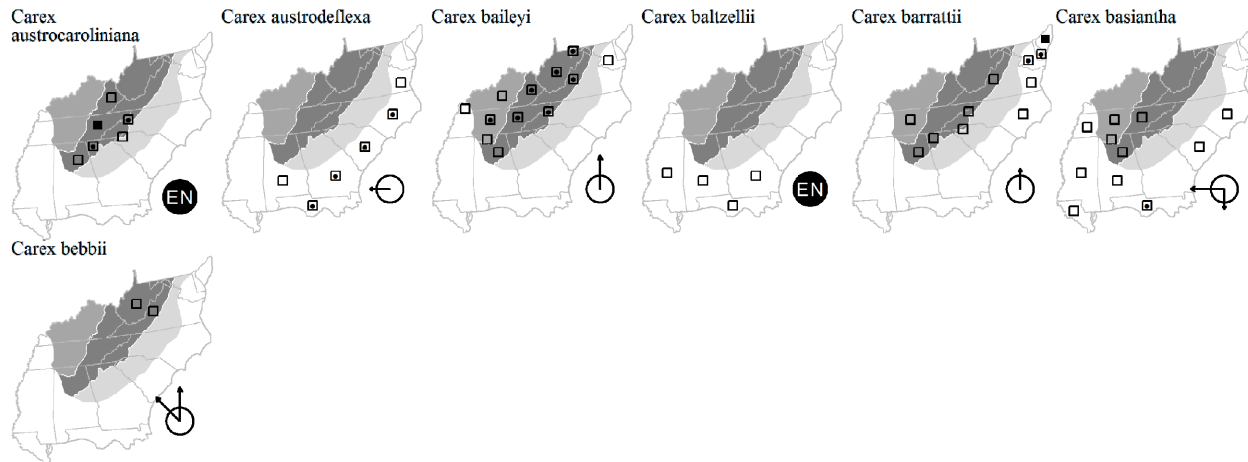 Carex
austrocaroliniana
Carex austrodeflexa
Carex baileyi
Carex baltzellii
Carex barrattii
Carex basiantha
EN
EN
Carex bebbii